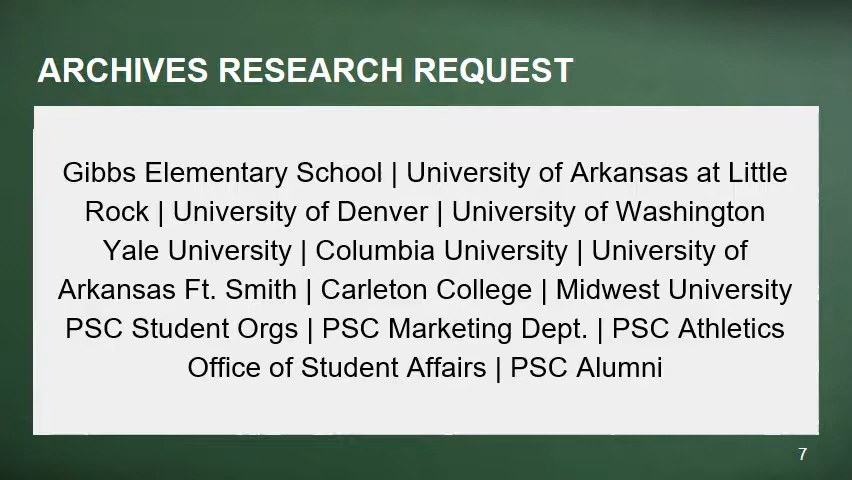 ARCHIVES RESEARCH REQUEST
Gibbs Elementary School | University of Arkansas at Little
Rock | University of Denver | University of Washington
Yale University | Columbia University | University of
Arkansas Ft. Smith | Carleton College | Midwest University
PSC Student Orgs | PSC Marketing Dept. | PSC Athletics
Office of Student Affairs | PSC Alumni
7